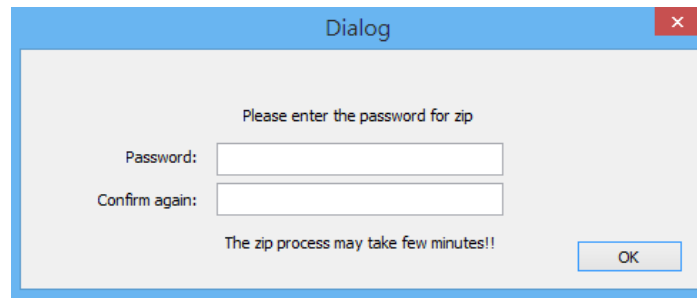 Dialog
Please enter the password for zip
Password:
Confirm again:
The zip process may take few minutes!!
OK